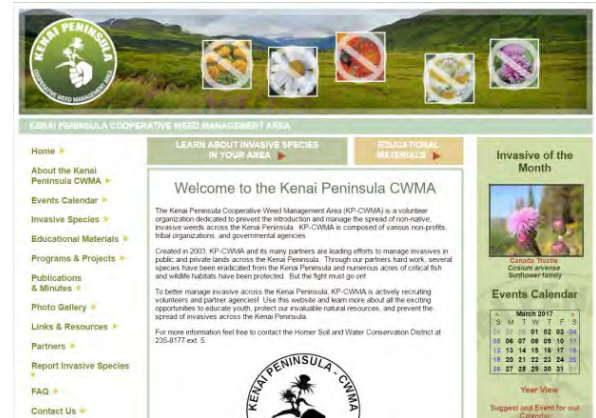 KENAI PENINSULA
COOPERATIVE WEED MANAGEMENT AREA
KENAI PENINSULA COOPERATIVE WEED MANAGEMENT AREA
Home
About the Kenai
Peninsula CWMA
Events Calendar
Invasive Species
Educational Materials
Programs & Projects
Publications
& Minutes
Photo Gallery
Links & Resources
Partners
Report Invasive Species
FAQ
Contact Us
LEARN ABOUT INVASIVE SPECIES
IN YOUR AREA
EDUCATIONAL
MATERIALS
Welcome to the Kenai Peninsula CWMA
The Kenai Peninsula Cooperative Weed Management Area (KP-CWMA) is a volunteer
organization dedicated to prevent the introduction and manage the spread of non-native,
invasive weeds across the Kenai Peninsula. KP-CWMA is composed of various non-profits,
tribal organizations, and governmental agencies.
Created in 2003, KP-CWMA and its many partners are leading efforts to manage invasives in
public and private lands across the Kenai Peninsula. Through our partners hard work, several
species have been eradicated from the Kenai Peninsula and numerous acres of critical fish
and wildlife habitats have been protected. But the fight must go on!
To better manage invasive across the Kenai Peninsula, KP-CWMA is actively recruiting
volunteers and partner agencies! Use this website and learn more about all the exciting
opportunities to educate youth, protect our invaluable natural resources, and prevent the
spread of invasives across the Kenai Peninsula.
For more information feel free to contact the Homer Soil and Water Conservation District at
235-8177 ext. 5.
PENINSULA - CWMA
Invasive of the
Month
Canada Thistle
Cirsium arvense
Sunflower family
Events Calendar
« March 2017 »
S M T W T F S
01 02 03 04
05 06 07 08 09 10 11
12 13 14 15 16 17 18
19 20 21 22 23 24 25
26 27 28 29 30 31
Year View
Suggest and Event for our
Calendar